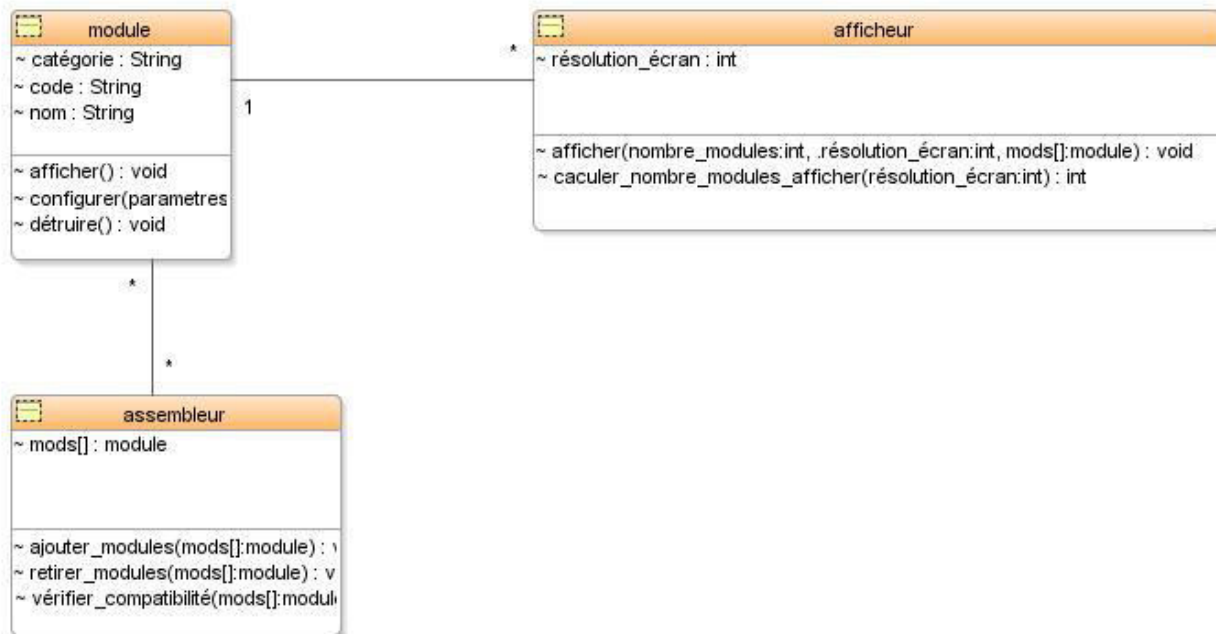 module
~ catégorie : String
~ code : String
~ nom : String
~ afficher() : void
~ configurer(parametres
~ détruire() : void
1
*
afficheur
~ résolution_écran : int
~ afficher(nombre_modules:int, .résolution_écran:int, mods[]:module) : void
~ caculer_nombre_modules_afficher(résolution_écran:int) : int
*
*
assembleur
~ mods[] : module
~ ajouter_modules(mods[]:module) : v
~ retirer_modules(mods[]:module) : v
~ vérifier_compatibilité(mods[]:module